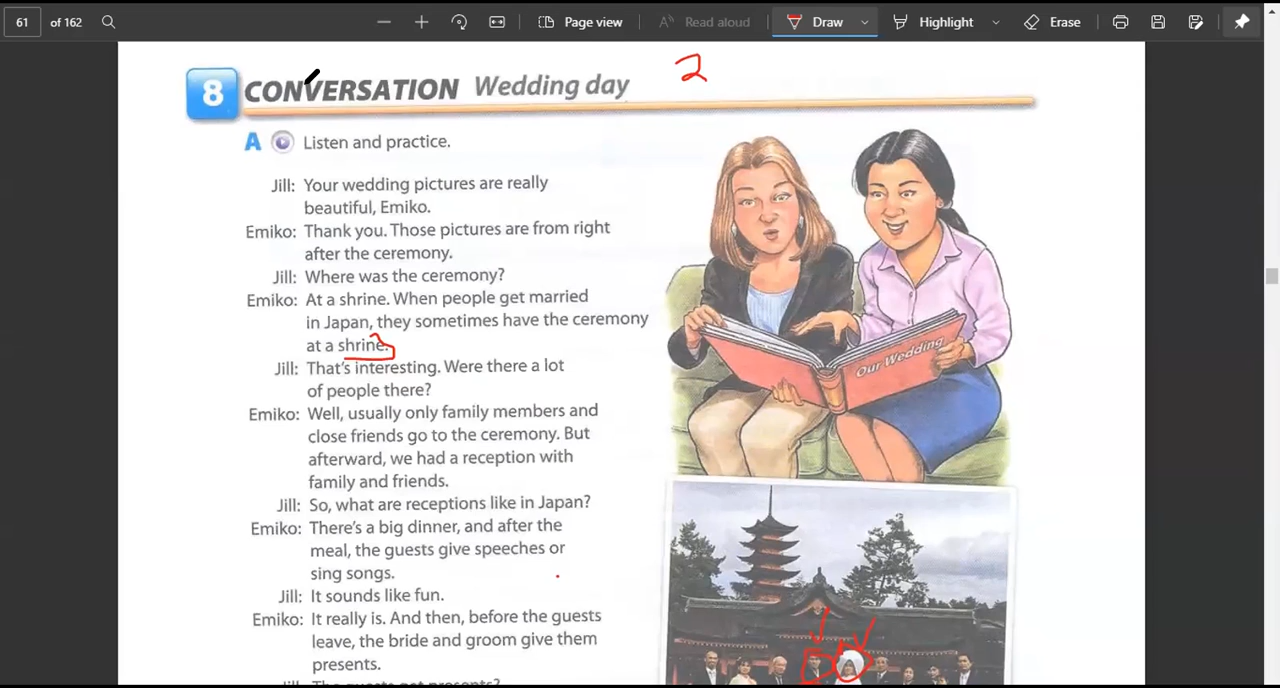 61 of 162 Page view Read aloud Draw Highlight Erase
2
8 CONVERSATION Wedding day
A Listen and practice.
Jill: Your wedding pictures are really
beautiful, Emiko.
Emiko: Thank you. Those pictures are from right
after the ceremony.
Jill: Where was the ceremony?
Emiko: At a shrine. When people get married
in Japan, they sometimes have the ceremony
at a shrine.
Jill: That's interesting. Were there a lot
of people there?
Emiko: Well, usually only family members and
close friends go to the ceremony. But
afterward, we had a reception with
family and friends.
Jill: So, what are receptions like in Japan?
Emiko: There's a big dinner, and after the
meal, the guests give speeches or
sing songs.
Jill: It sounds like fun.
Emiko: It really is. And then, before the guests
leave, the bride and groom give them
presents.
Jill: The guests get presents?
Our Wedding